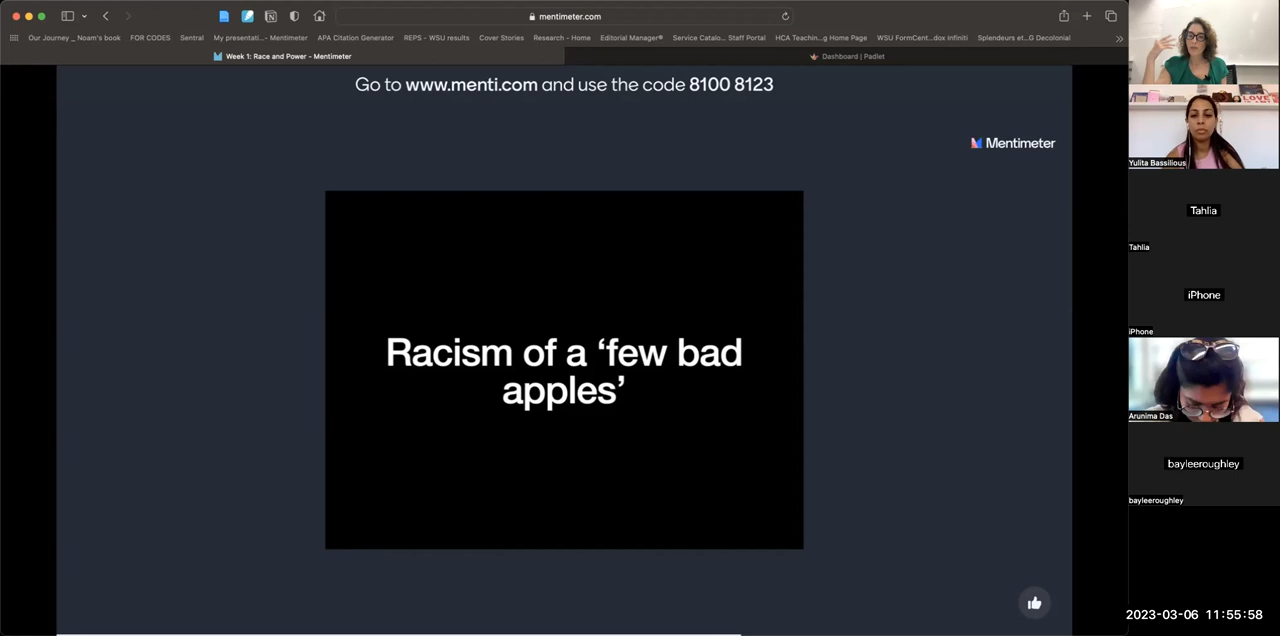 mentimeter.com
Our Journey _ Noam's book
FOR CODES
Sentral
My presentati...- Mentimeter
APA Citation Generator
REPS - WSU results
Cover Stories
Research - Home
Editorial Manager®
Service Catalo... Staff Portal
HCA Teachin...g Home Page
WSU FormCent...dox Infiniti
Splendeurs et...G Decolonial
Week 1: Race and Power - Mentimeter
Dashboard | Padlet
Go to www.menti.com and use the code 8100 8123
Mentimeter
Racism of a ‘few bad
apples’
Yulita Bassilious
Tahlia
Tahlia
iPhone
iPhone
Arunima Das
bayleeroughley
bayleeroughley
2023-03-06 11:55:58